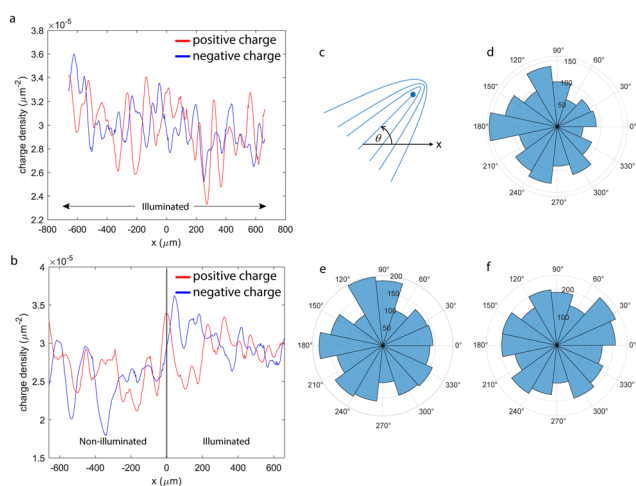 a
3.8 ×10⁻⁵
positive charge
negative charge
3.6
3.4
3.2
3
2.8
2.6
2.4
2.2
charge density (μm⁻²)
Illuminated
-800 -600 -400 -200 0 200 400 600 800
x (μm)
b
4 ×10⁻⁵
positive charge
negative charge
3.5
3
2.5
2
1.5
charge density (μm⁻²)
Non-illuminated
Illuminated
-600 -400 -200 0 200 400 600
x (μm)
c
θ
x
d
90°
120° 60°
150° 30°
180° 0°
210° 330°
240° 300°
270°
150
100
50
e
90°
120° 60°
150° 30°
180° 0°
210° 330°
240° 300°
270°
200
150
100
50
f
90°
120° 60°
150° 30°
180° 0°
210° 330°
240° 300°
270°
200
100